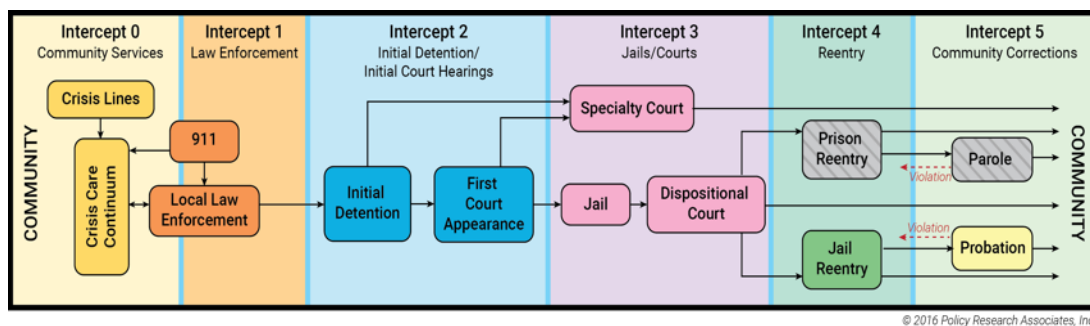 Intercept 0
Community Services
Intercept 1
Law Enforcement
Intercept 2
Initial Detention/
Initial Court Hearings
Intercept 3
Jails/Courts
Intercept 4
Reentry
Intercept 5
Community Corrections
COMMUNITY
Crisis Lines
Crisis Care
Continuum
911
Local Law
Enforcement
Initial
Detention
First
Court
Appearance
Specialty Court
Jail
Dispositional
Court
Prison
Reentry
Violation
Parole
Jail
Reentry
Violation
Probation
COMMUNITY
© 2016 Policy Research Associates, Inc